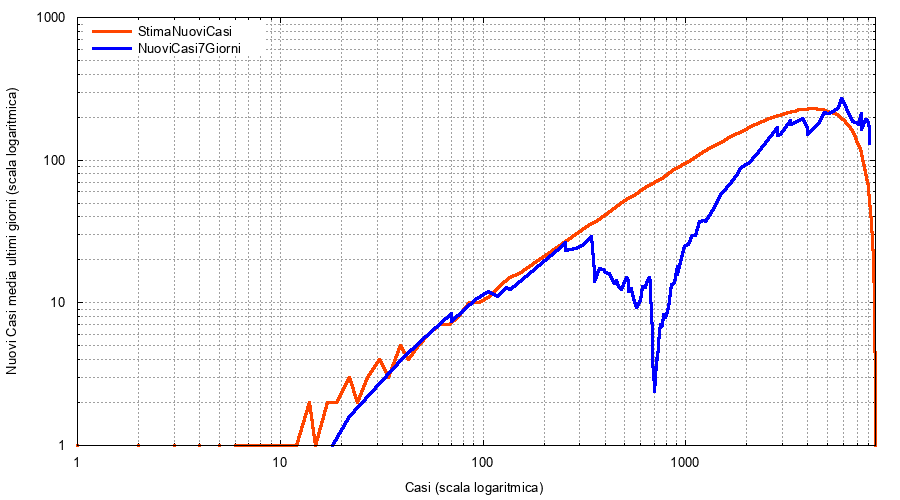 1000
StimaNuoviCasi
NuoviCasi7Giorni
100
10
1
Nuovi Casi media ultimi giorni (scala logaritmica)
1 10 100 1000
Casi (scala logaritmica)